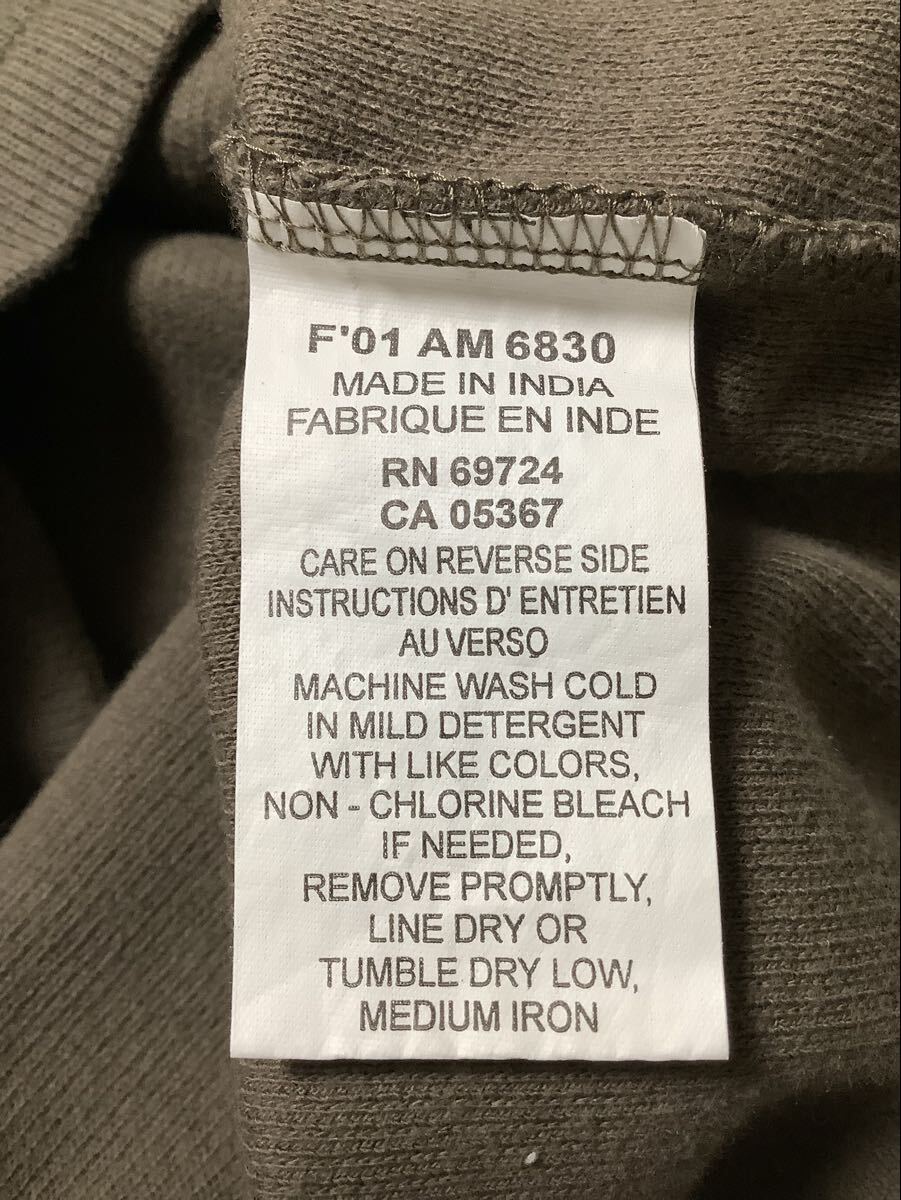 F'01 AM 6830
MADE IN INDIA
FABRIQUE EN INDE
RN 69724
CA 05367
CARE ON REVERSE SIDE
INSTRUCTIONS D' ENTRETIEN
AU VERSO
MACHINE WASH COLD
IN MILD DETERGENT
WITH LIKE COLORS,
NON - CHLORINE BLEACH
IF NEEDED,
REMOVE PROMPTLY,
LINE DRY OR
TUMBLE DRY LOW,
MEDIUM IRON